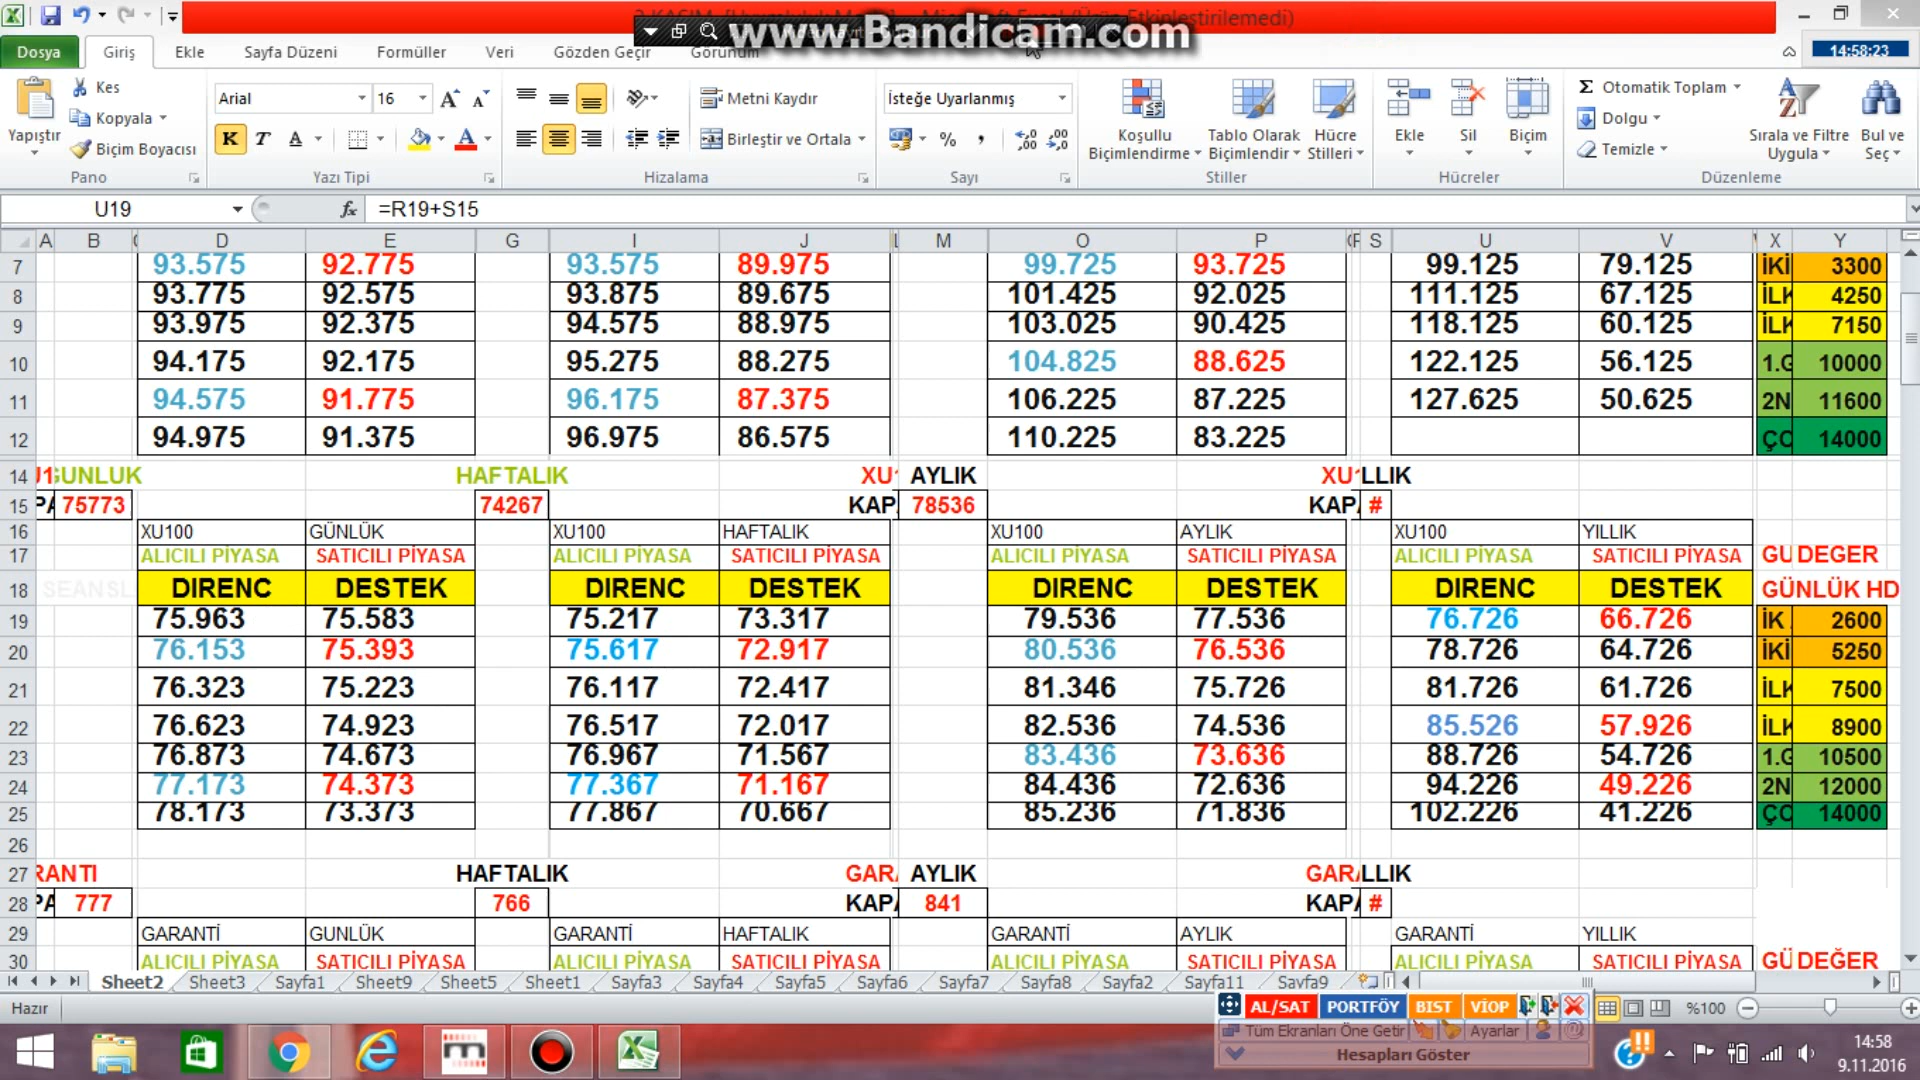 www.Bandicam.com
Dosya Giriş Ekle Sayfa Düzeni Formüller Veri Gözden Geçir Görünüm 14:58:23
Yapıştır Kes Kopyala Biçim Boyacısı Pano
Arial 16 K T A Yazı Tipi
Metni Kaydır Birleştir ve Ortala Hizalama
İsteğe Uyarlanmış % Sayı
Koşullu Biçimlendirme Tablo Olarak Biçimlendir Hücre Stilleri Stiller
Ekle Sil Biçim Hücreler
Otomatik Toplam Dolgu Temizle Sırala ve Filtre Uygula Bul ve Seç Düzenleme
U19 fx =R19+S15
A B D E G I J M O P S U V X Y
7 93.575 92.775 93.575 89.975 99.725 93.725 99.125 79.125 İKİ 3300
8 93.775 92.575 93.875 89.675 101.425 92.025 111.125 67.125 İLK 4250
9 93.975 92.375 94.575 88.975 103.025 90.425 118.125 60.125 İLK 7150
10 94.175 92.175 95.275 88.275 104.825 88.625 122.125 56.125 1.G 10000
11 94.575 91.775 96.175 87.375 106.225 87.225 127.625 50.625 2N 11600
12 94.975 91.375 96.975 86.575 110.225 83.225 ÇO 14000
14 GUNLUK HAFTALIK XU1 AYLIK XU1 LLIK
15 75773 74267 KAPA 78536 KAPA #
16 XU100 GÜNLÜK XU100 HAFTALIK XU100 AYLIK XU100 YILLIK
17 ALICILI PİYASA SATICILI PİYASA ALICILI PİYASA SATICILI PİYASA ALICILI PİYASA SATICILI PİYASA ALICILI PİYASA SATICILI PİYASA GU DEGER
18 SEANSL DIRENC DESTEK DIRENC DESTEK DIRENC DESTEK DIRENC DESTEK GÜNLÜK HD
19 75.963 75.583 75.217 73.317 79.536 77.536 76.726 66.726 İK 2600
20 76.153 75.393 75.617 72.917 80.536 76.536 78.726 64.726 İKİ 5250
21 76.323 75.223 76.117 72.417 81.346 75.726 81.726 61.726 İLK 7500
22 76.623 74.923 76.517 72.017 82.536 74.536 85.526 57.926 İLK 8900
23 76.873 74.673 76.967 71.567 83.436 73.636 88.726 54.726 1.G 10500
24 77.173 74.373 77.367 71.167 84.436 72.636 94.226 49.226 2N 12000
25 78.173 73.373 77.867 70.667 85.236 71.836 102.226 41.226 ÇO 14000
26
27 RANTI HAFTALIK GARA AYLIK GARA LLIK
28 PA 777 766 KAPA 841 KAPA #
29 GARANTİ GUNLÜK GARANTİ HAFTALIK GARANTİ AYLIK GARANTİ YILLIK
30 ALICILI PİYASA SATICILI PİYASA ALICILI PİYASA SATICILI PİYASA ALICILI PİYASA SATICILI PİYASA ALICILI PİYASA SATICILI PİYASA GÜ DEĞER
Sheet2 Sheet3 Sayfa1 Sheet9 Sheet5 Sheet1 Sayfa3 Sayfa4 Sayfa5 Sayfa6 Sayfa7 Sayfa8 Sayfa2 Sayfa11 Sayfa9
Hazır AL/SAT PORTFÖY BIST VİOP %100
Tüm Ekranları Öne Getir Ayarlar
Hesapları Göster
14:58
9.11.2016